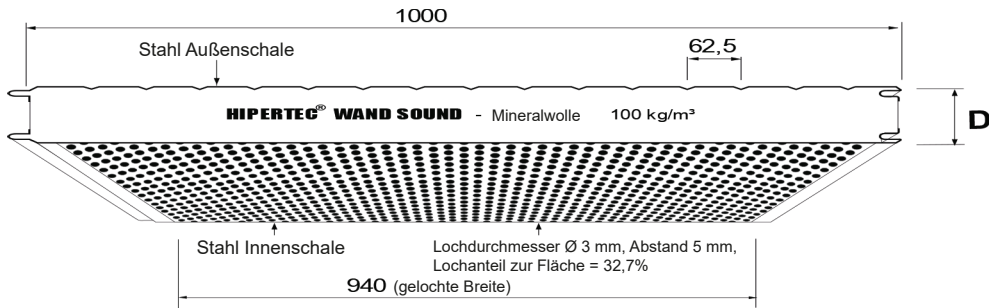 1000
Stahl Außenschale
62,5
HIPERTEC® WAND SOUND - Mineralwolle 100 kg/m³
D
Stahl Innenschale
Lochdurchmesser Ø 3 mm, Abstand 5 mm,
Lochanteil zur Fläche = 32,7%
940 (gelochte Breite)